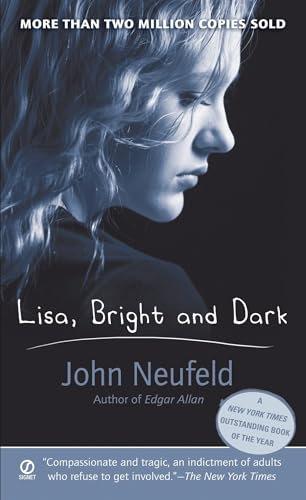 MORE THAN TWO MILLION COPIES SOLD
Lisa, Bright and Dark
John Neufeld
Author of Edgar Allan
A
NEW YORK TIMES
OUTSTANDING BOOK
OF THE YEAR
SIGNET
"Compassionate and tragic, an indictment of adults
who refuse to get involved."—The New York Times